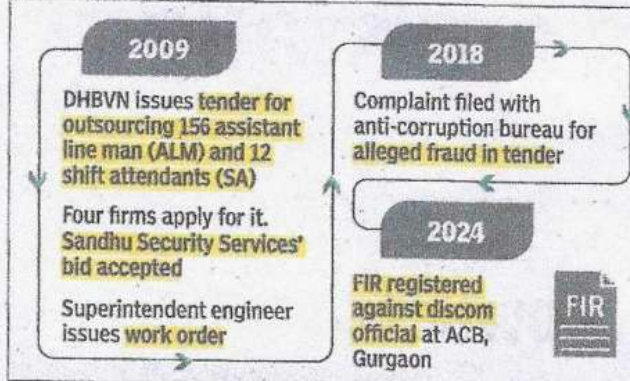 2009
DHBVN issues tender for
outsourcing 156 assistant
line man (ALM) and 12
shift attendants (SA)
Four firms apply for it.
Sandhu Security Services'
bid accepted
Superintendent engineer
issues work order
2018
Complaint filed with
anti-corruption bureau for
alleged fraud in tender
2024
FIR registered
against discom
official at ACB,
Gurgaon
FIR